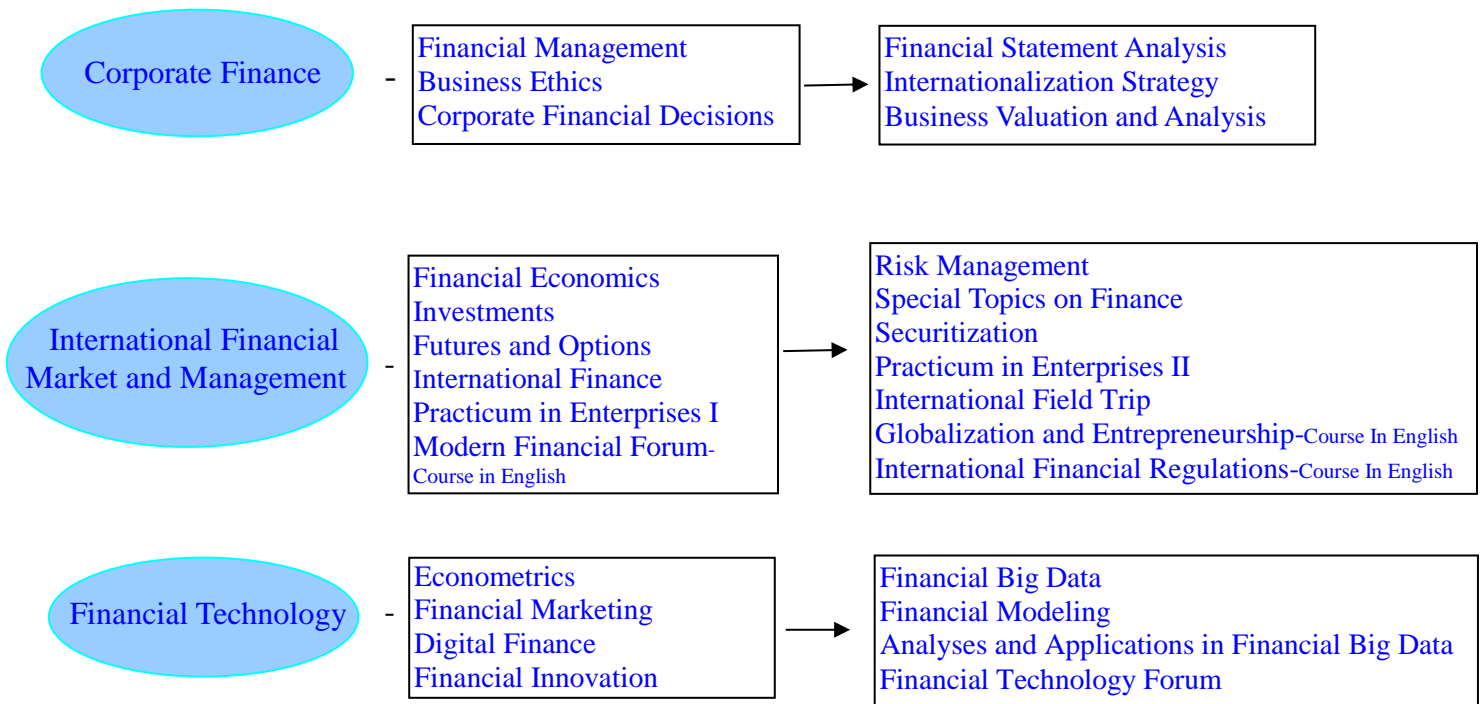 Corporate Finance
-
Financial Management
Business Ethics
Corporate Financial Decisions
Financial Statement Analysis
Internationalization Strategy
Business Valuation and Analysis
International Financial
Market and Management
-
Financial Economics
Investments
Futures and Options
International Finance
Practicum in Enterprises I
Modern Financial Forum-
Course in English
Risk Management
Special Topics on Finance
Securitization
Practicum in Enterprises II
International Field Trip
Globalization and Entrepreneurship-Course In English
International Financial Regulations-Course In English
Financial Technology
-
Econometrics
Financial Marketing
Digital Finance
Financial Innovation
Financial Big Data
Financial Modeling
Analyses and Applications in Financial Big Data
Financial Technology Forum